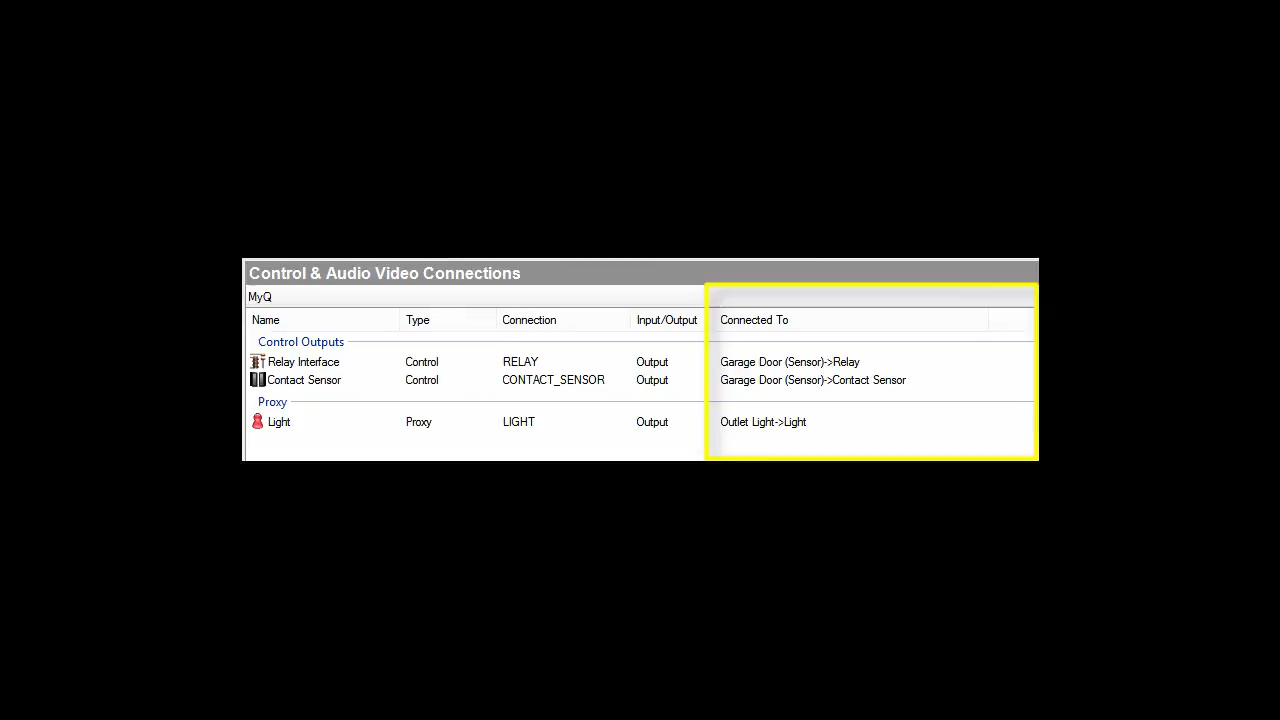 Control & Audio Video Connections
MyQ
Name Type Connection Input/Output Connected To
Control Outputs
Relay Interface Control RELAY Output Garage Door (Sensor)->Relay
Contact Sensor Control CONTACT_SENSOR Output Garage Door (Sensor)->Contact Sensor
Proxy
Light Proxy LIGHT Output Outlet Light->Light